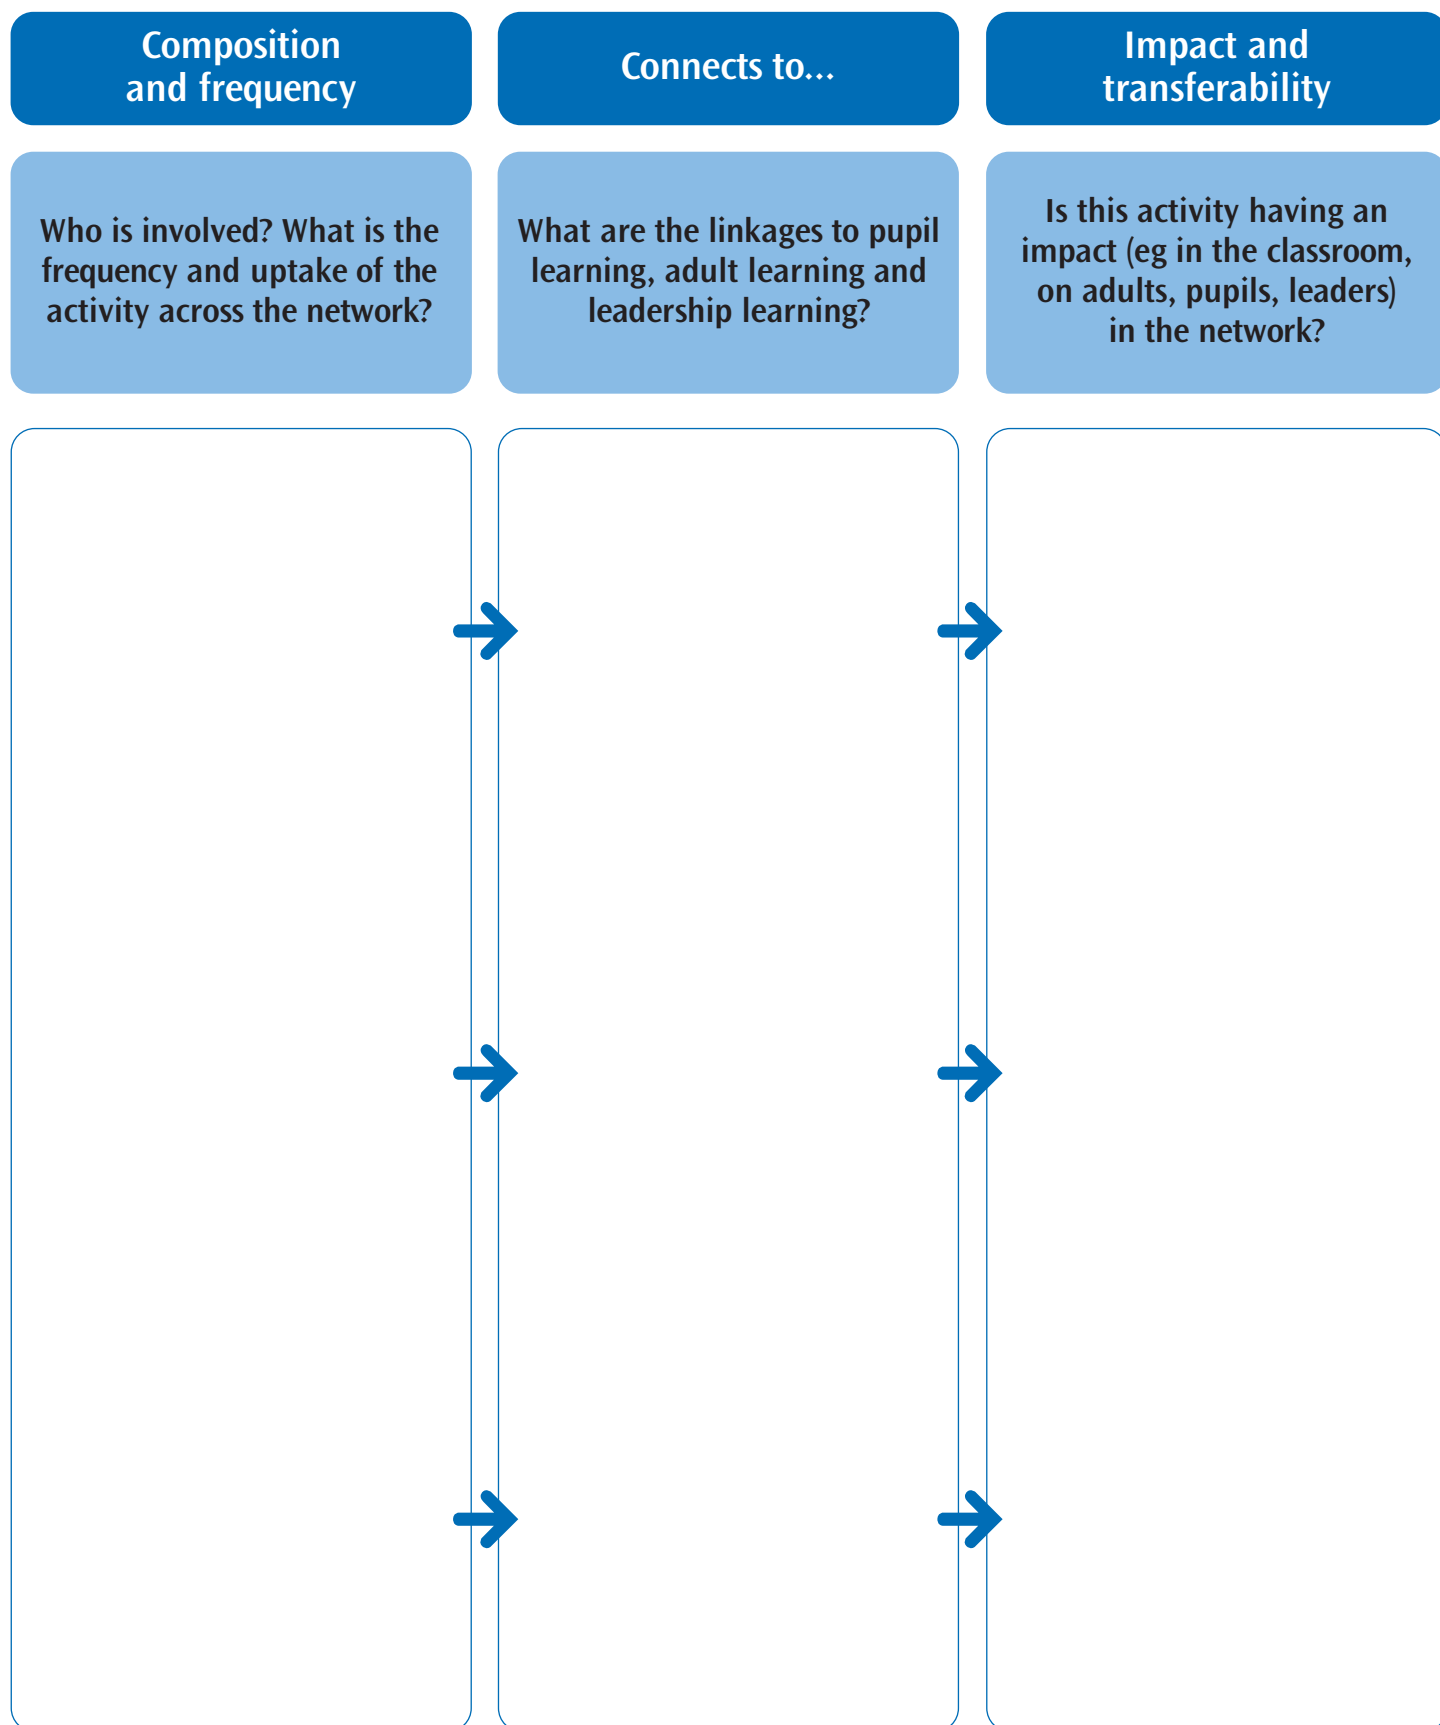 Composition
and frequency
Connects to...
Impact and
transferability
Who is involved? What is the
frequency and uptake of the
activity across the network?
What are the linkages to pupil
learning, adult learning and
leadership learning?
Is this activity having an
impact (eg in the classroom,
on adults, pupils, leaders)
in the network?